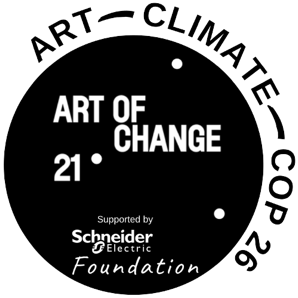 ART—CLIMATE—COP 26
ART OF
CHANGE
21
Supported by
Schneider
Electric
Foundation